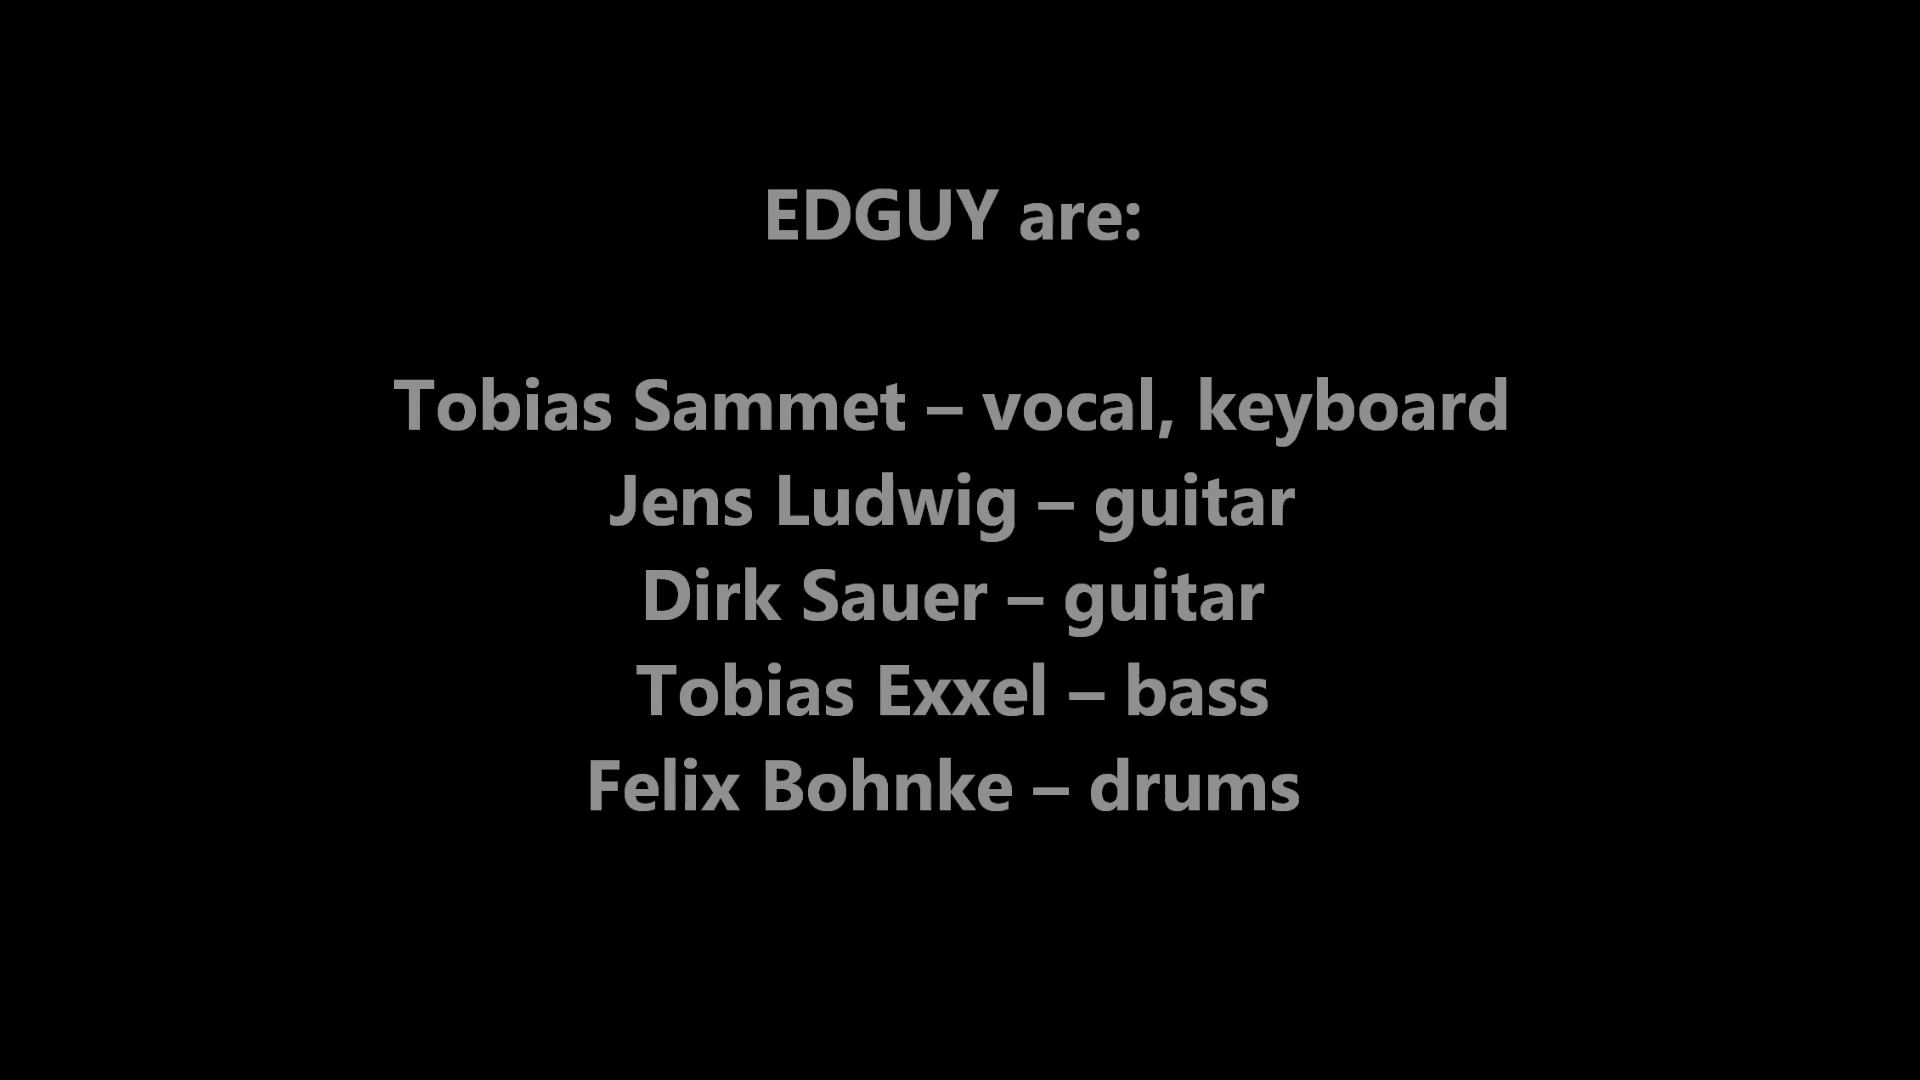 EDGUY are:
Tobias Sammet – vocal, keyboard
Jens Ludwig – guitar
Dirk Sauer – guitar
Tobias Exxel – bass
Felix Bohnke – drums